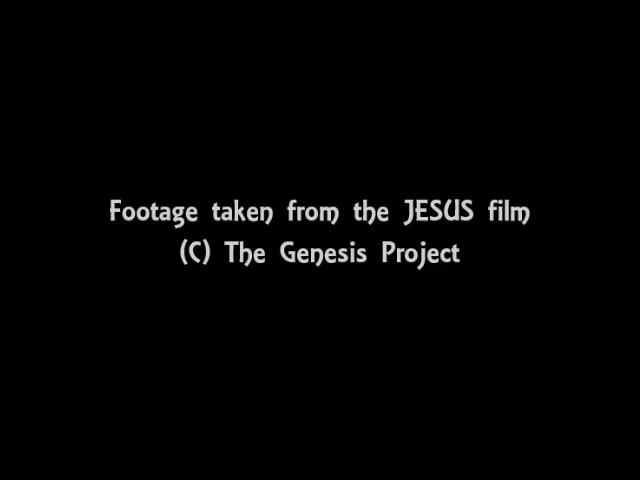 Footage taken from the JESUS film
(C) The Genesis Project